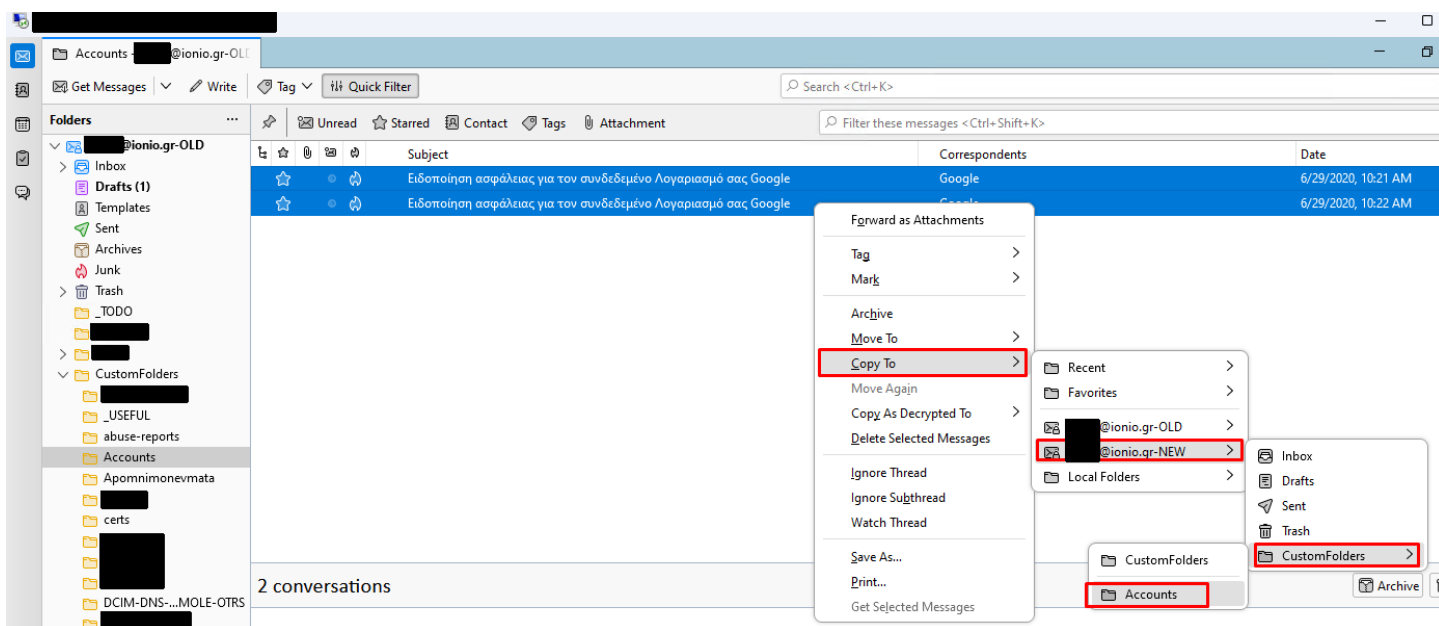 Accounts - @ionio.gr-OLD
Get Messages Write Tag Quick Filter Search <Ctrl+K>
Folders ... Unread Starred Contact Tags Attachment Filter these messages <Ctrl+Shift+K>
@ionio.gr-OLD
Inbox
Drafts (1)
Templates
Sent
Archives
Junk
Trash
_TODO
CustomFolders
_USEFUL
abuse-reports
Accounts
Apomnimonevmata
certs
DCIM-DNS-...MOLE-OTRS
Subject Correspondents Date
Ειδοποίηση ασφάλειας για τον συνδεδεμένο Λογαριασμό σας Google Google 6/29/2020, 10:21 AM
Ειδοποίηση ασφάλειας για τον συνδεδεμένο Λογαριασμό σας Google Google 6/29/2020, 10:22 AM
Forward as Attachments
Tag
Mark
Archive
Move To
Copy To
Move Again
Copy As Decrypted To
Delete Selected Messages
Ignore Thread
Ignore Subthread
Watch Thread
Save As...
Print...
Get Selected Messages
Recent
Favorites
@ionio.gr-OLD
@ionio.gr-NEW
Local Folders
Inbox
Drafts
Sent
Trash
CustomFolders
CustomFolders
Accounts
2 conversations
Archive